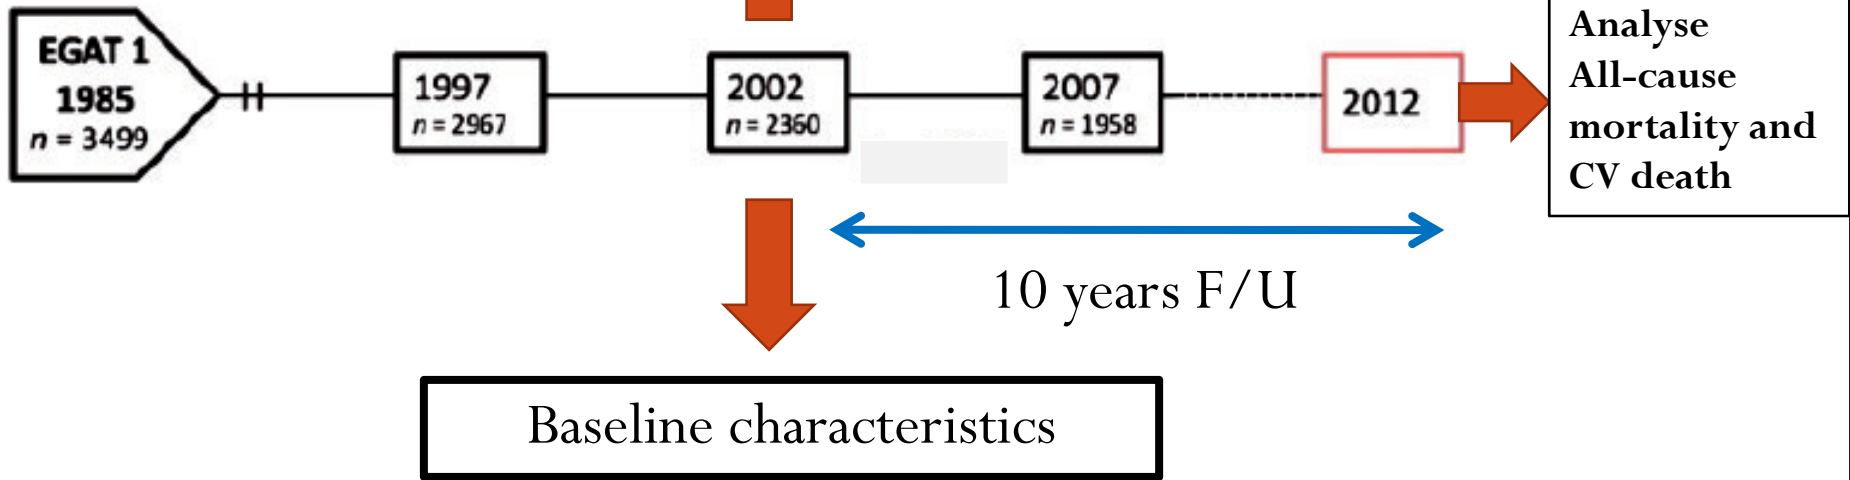 EGAT 1
1985
n = 3499
1997
n = 2967
2002
n = 2360
2007
n = 1958
2012
Analyse
All-cause
mortality and
CV death
10 years F/U
Baseline characteristics